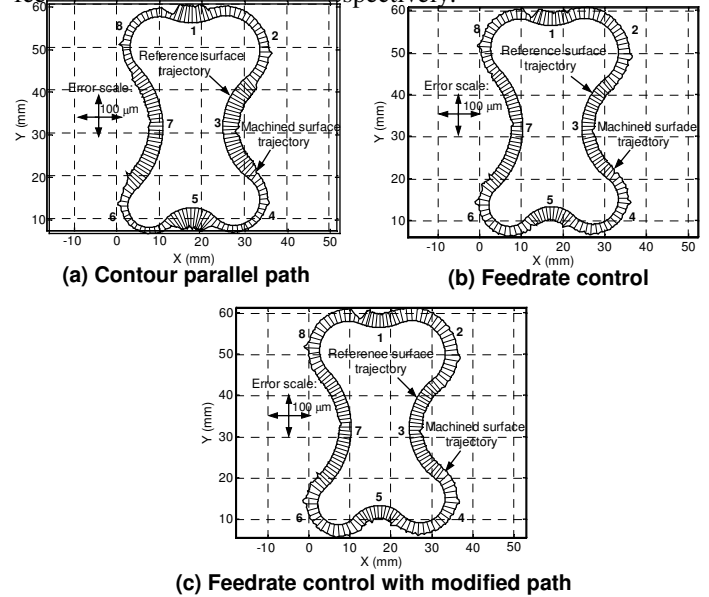 respectively.
60
50
40
30
20
10
Y (mm)
8
1
2
Reference surface
trajectory
Error scale:
100 μm
7
3
Machined surface
trajectory
5
6
4
-10 0 10 20 30 40 50
X (mm)
(a) Contour parallel path
60
50
40
30
20
10
Y (mm)
8
1
2
Reference surface
trajectory
Error scale:
100 μm
7
3
Machined surface
trajectory
5
6
4
-10 0 10 20 30 40 50
X (mm)
(b) Feedrate control
60
50
40
30
20
10
Y (mm)
8
1
2
Reference surface
trajectory
Error scale:
100 μm
7
3
Machined surface
trajectory
5
6
4
-10 0 10 20 30 40 50
X (mm)
(c) Feedrate control with modified path